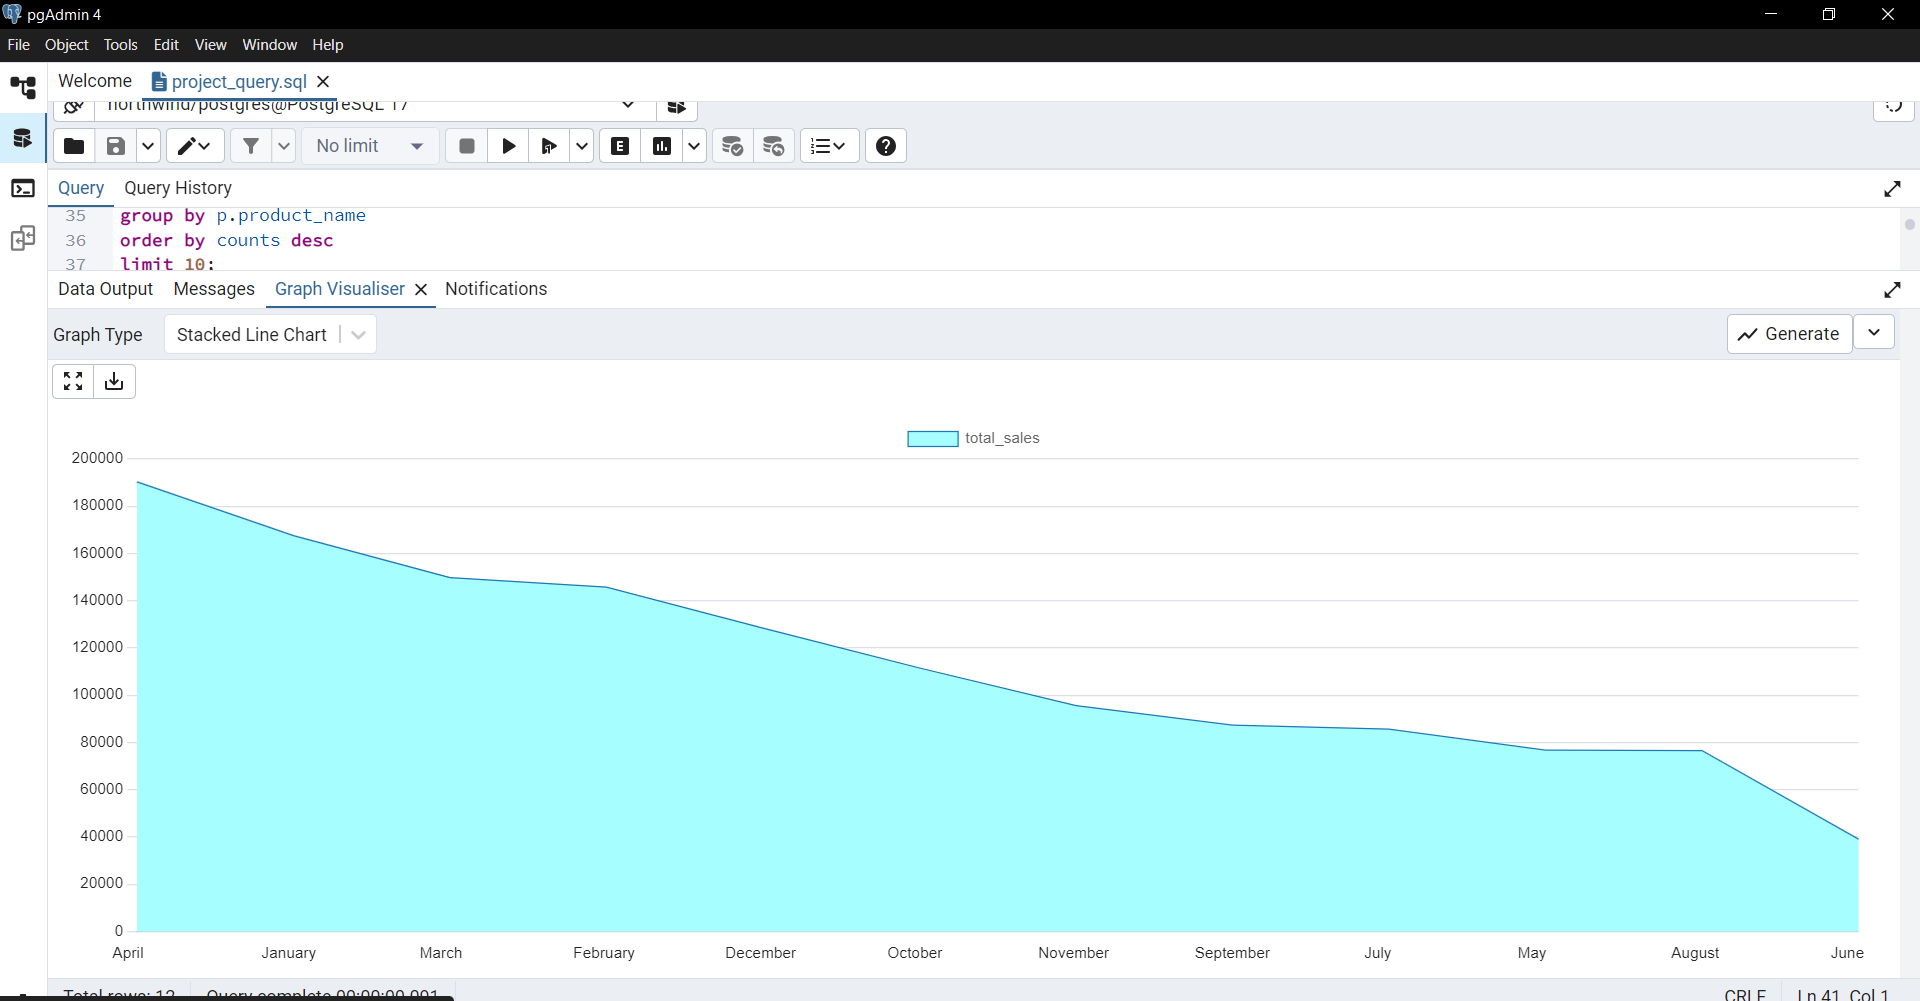 pgAdmin 4
File Object Tools Edit View Window Help
Welcome project_query.sql
northwind/postgres@PostgreSQL 17
No limit
E
Query Query History
35 group by p.product_name
36 order by counts desc
37 limit 10;
Data Output Messages Graph Visualiser Notifications
Graph Type Stacked Line Chart Generate
total_sales
200000
180000
160000
140000
120000
100000
80000
60000
40000
20000
0
April January March February December October November September July May August June
Total rows: 12 Query complete 00:00:00.001 CRLF Ln 41, Col 1